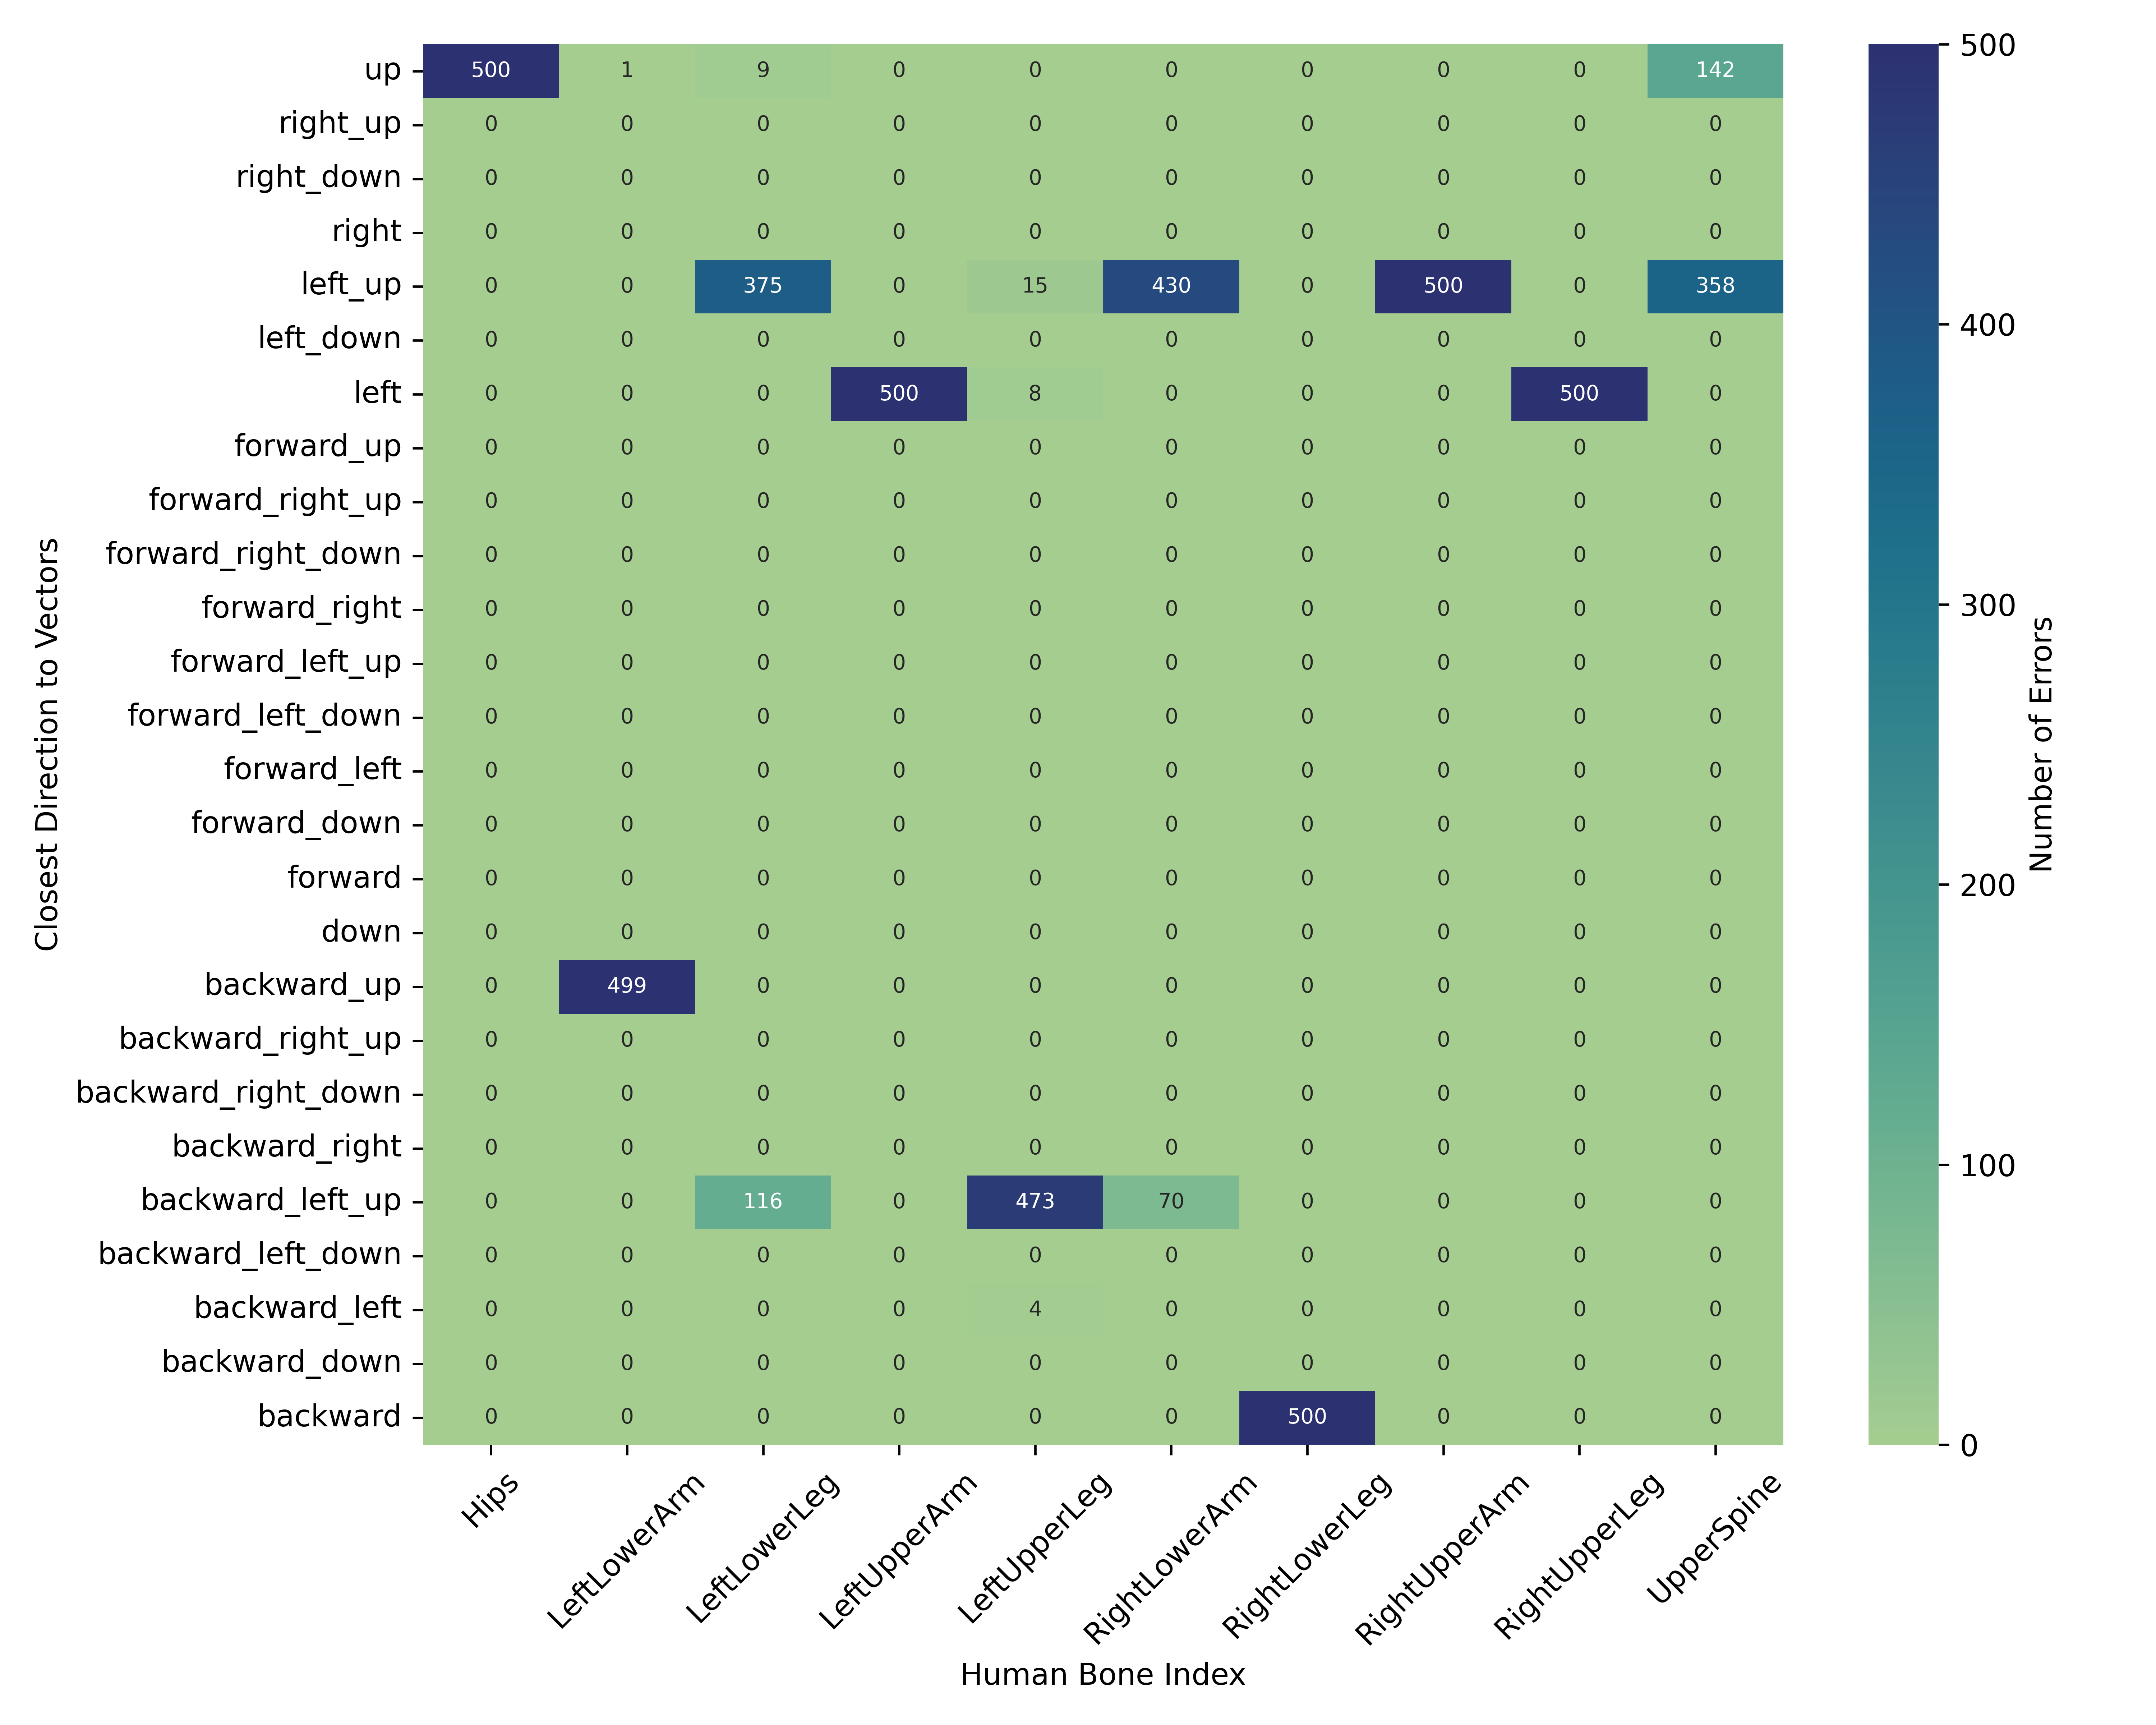 up 500 1 9 0 0 0 0 0 0 142
right_up 0 0 0 0 0 0 0 0 0 0
right_down 0 0 0 0 0 0 0 0 0 0
right 0 0 0 0 0 0 0 0 0 0
left_up 0 0 375 0 15 430 0 500 0 358
left_down 0 0 0 0 0 0 0 0 0 0
left 0 0 0 500 8 0 0 0 500 0
forward_up 0 0 0 0 0 0 0 0 0 0
forward_right_up 0 0 0 0 0 0 0 0 0 0
forward_right_down 0 0 0 0 0 0 0 0 0 0
forward_right 0 0 0 0 0 0 0 0 0 0
forward_left_up 0 0 0 0 0 0 0 0 0 0
forward_left_down 0 0 0 0 0 0 0 0 0 0
forward_left 0 0 0 0 0 0 0 0 0 0
forward_down 0 0 0 0 0 0 0 0 0 0
forward 0 0 0 0 0 0 0 0 0 0
down 0 0 0 0 0 0 0 0 0 0
backward_up 0 499 0 0 0 0 0 0 0 0
backward_right_up 0 0 0 0 0 0 0 0 0 0
backward_right_down 0 0 0 0 0 0 0 0 0 0
backward_right 0 0 0 0 0 0 0 0 0 0
backward_left_up 0 0 116 0 473 70 0 0 0 0
backward_left_down 0 0 0 0 0 0 0 0 0 0
backward_left 0 0 0 0 4 0 0 0 0 0
backward_down 0 0 0 0 0 0 0 0 0 0
backward 0 0 0 0 0 0 500 0 0 0
Closest Direction to Vectors
Hips LeftLowerArm LeftLowerLeg LeftUpperArm LeftUpperLeg RightLowerArm RightLowerLeg RightUpperArm RightUpperLeg UpperSpine
Human Bone Index
500
400
300
200
100
0
Number of Errors